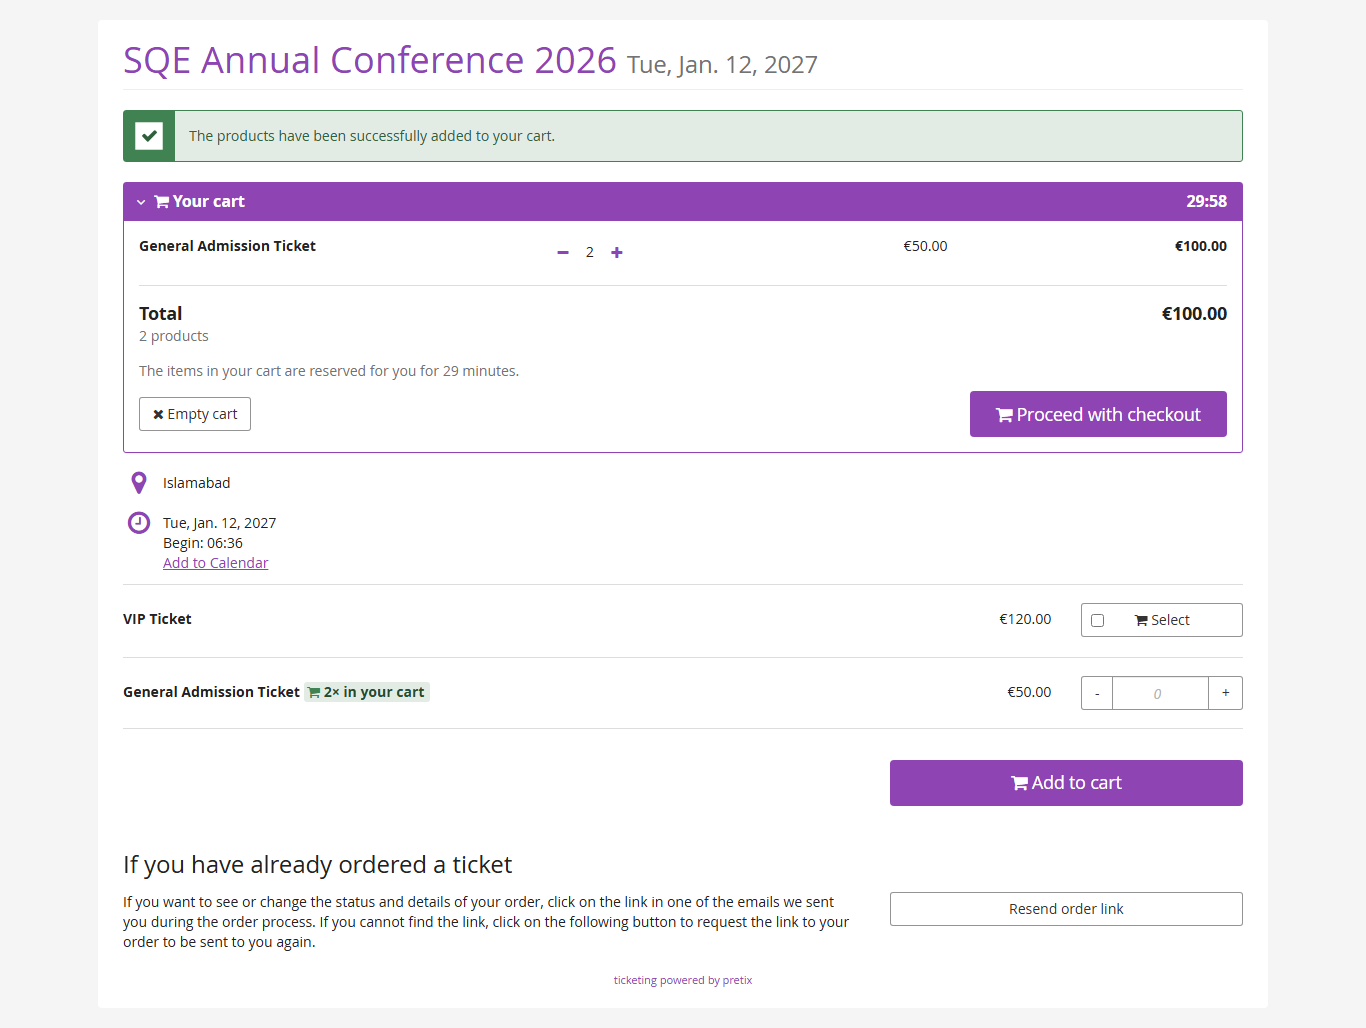 SQE Annual Conference 2026 Tue, Jan. 12, 2027
The products have been successfully added to your cart.
Your cart 29:58
General Admission Ticket 2 €50.00 €100.00
Total €100.00
2 products
The items in your cart are reserved for you for 29 minutes.
Empty cart Proceed with checkout
Islamabad
Tue, Jan. 12, 2027
Begin: 06:36
Add to Calendar
VIP Ticket €120.00 Select
General Admission Ticket 2× in your cart €50.00 - 0 +
Add to cart
If you have already ordered a ticket
If you want to see or change the status and details of your order, click on the link in one of the emails we sent
you during the order process. If you cannot find the link, click on the following button to request the link to your
order to be sent to you again.
Resend order link
ticketing powered by pretix